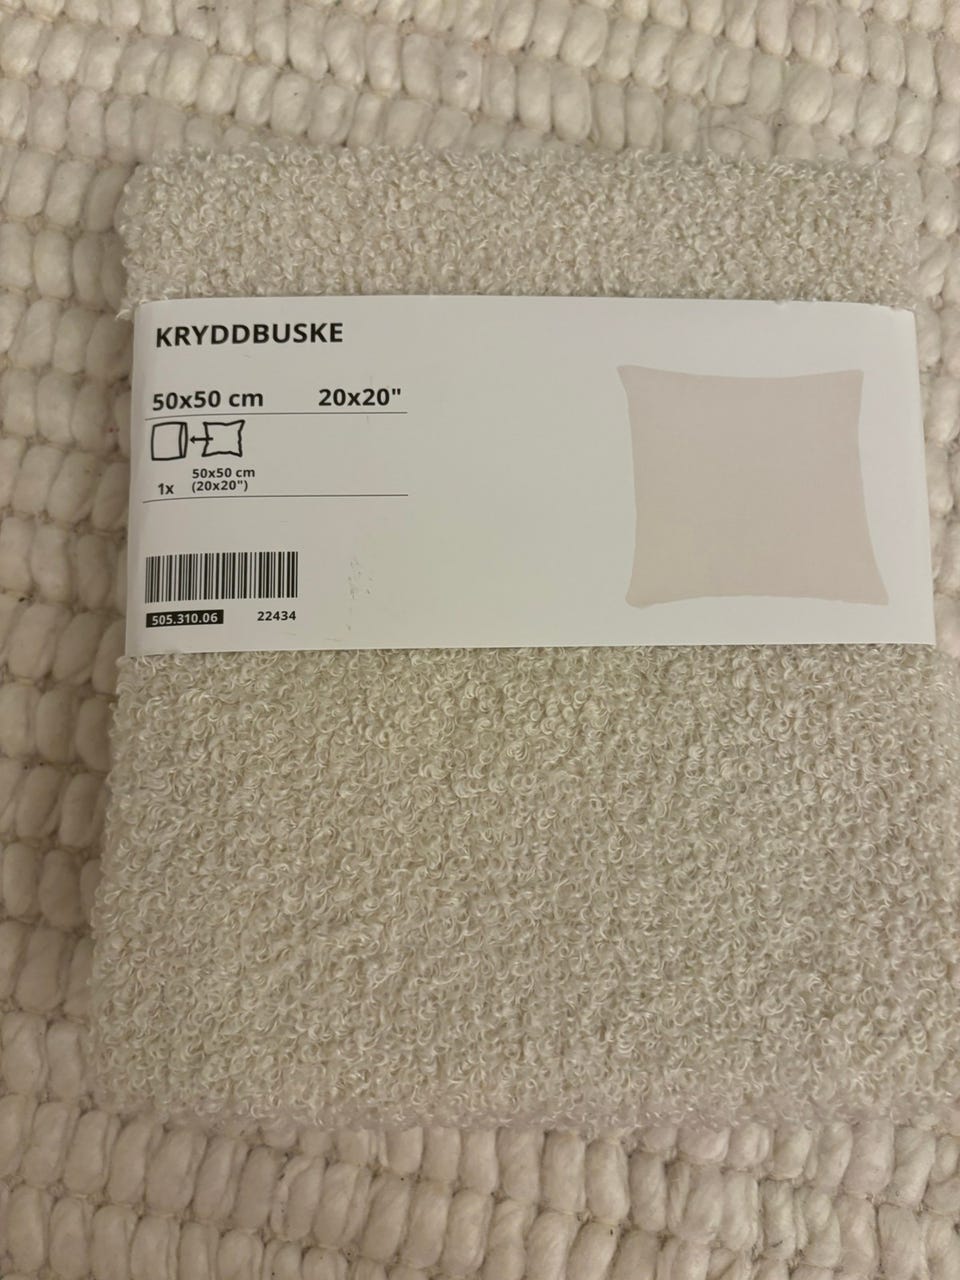 KRYDDBUSKE
50x50 cm 20x20"
50x50 cm
1x (20x20")
505.310.06 22434